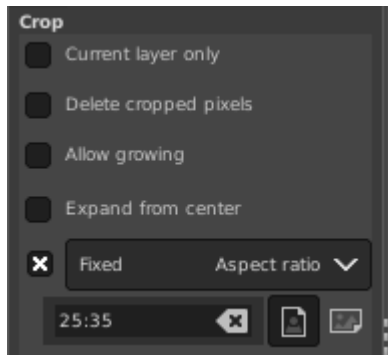 Crop
Current layer only
Delete cropped pixels
Allow growing
Expand from center
Fixed Aspect ratio
25:35